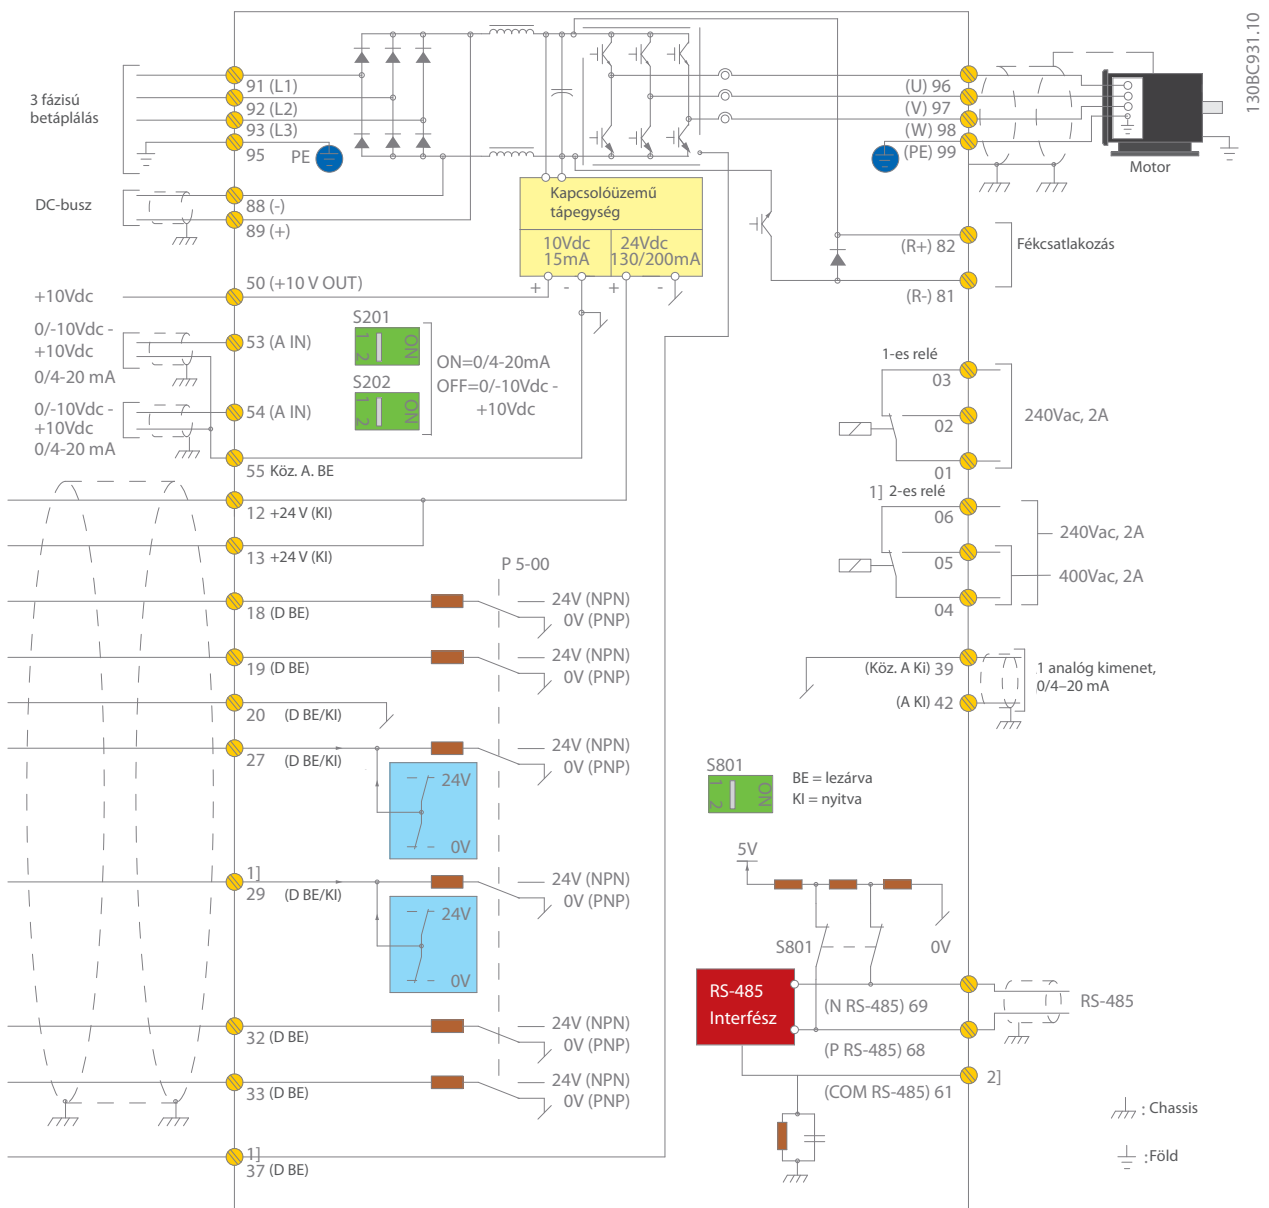 130BC931.10
3 fázisú
betáplálás
91 (L1)
92 (L2)
93 (L3)
95
PE
DC-busz
88 (-)
89 (+)
+10Vdc
50 (+10 V OUT)
0/-10Vdc -
+10Vdc
0/4-20 mA
53 (A IN)
0/-10Vdc -
+10Vdc
0/4-20 mA
54 (A IN)
55 Köz. A. BE
12 +24 V (KI)
13 +24 V (KI)
18 (D BE)
19 (D BE)
20 (D BE/KI)
27 (D BE/KI)
1]
29 (D BE/KI)
32 (D BE)
33 (D BE)
1]
37 (D BE)
Kapcsolóüzemű
tápegység
10Vdc
15mA
24Vdc
130/200mA
+ - + -
S201
1 2 ON
S202
1 2 ON
ON=0/4-20mA
OFF=0/-10Vdc -
+10Vdc
P 5-00
24V (NPN)
0V (PNP)
24V (NPN)
0V (PNP)
24V (NPN)
0V (PNP)
24V
0V
24V (NPN)
0V (PNP)
24V
0V
24V (NPN)
0V (PNP)
24V (NPN)
0V (PNP)
(U) 96
(V) 97
(W) 98
(PE) 99
Motor
(R+) 82
(R-) 81
Fékcsatlakozás
1-es relé
03
02
01
240Vac, 2A
1] 2-es relé
06
05
04
240Vac, 2A
400Vac, 2A
(Köz. A Ki) 39
(A KI) 42
1 analóg kimenet,
0/4–20 mA
S801
1 2 ON
BE = lezárva
KI = nyitva
5V
S801
0V
RS-485
Interfész
(N RS-485) 69
(P RS-485) 68
(COM RS-485) 61
RS-485
2]
: Chassis
:Föld